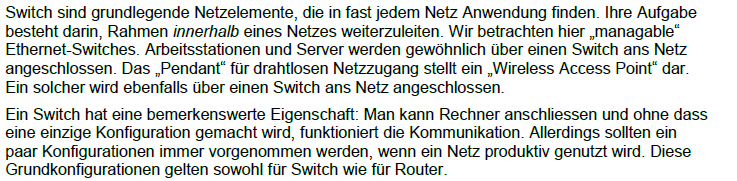 Switch sind grundlegende Netzelemente, die in fast jedem Netz Anwendung finden. Ihre Aufgabe
besteht darin, Rahmen innerhalb eines Netzes weiterzuleiten. Wir betrachten hier „managable“
Ethernet-Switches. Arbeitsstationen und Server werden gewöhnlich über einen Switch ans Netz
angeschlossen. Das „Pendant“ für drahtlosen Netzzugang stellt ein „Wireless Access Point“ dar.
Ein solcher wird ebenfalls über einen Switch ans Netz angeschlossen.
Ein Switch hat eine bemerkenswerte Eigenschaft: Man kann Rechner anschliessen und ohne dass
eine einzige Konfiguration gemacht wird, funktioniert die Kommunikation. Allerdings sollten ein
paar Konfigurationen immer vorgenommen werden, wenn ein Netz produktiv genutzt wird. Diese
Grundkonfigurationen gelten sowohl für Switch wie für Router.